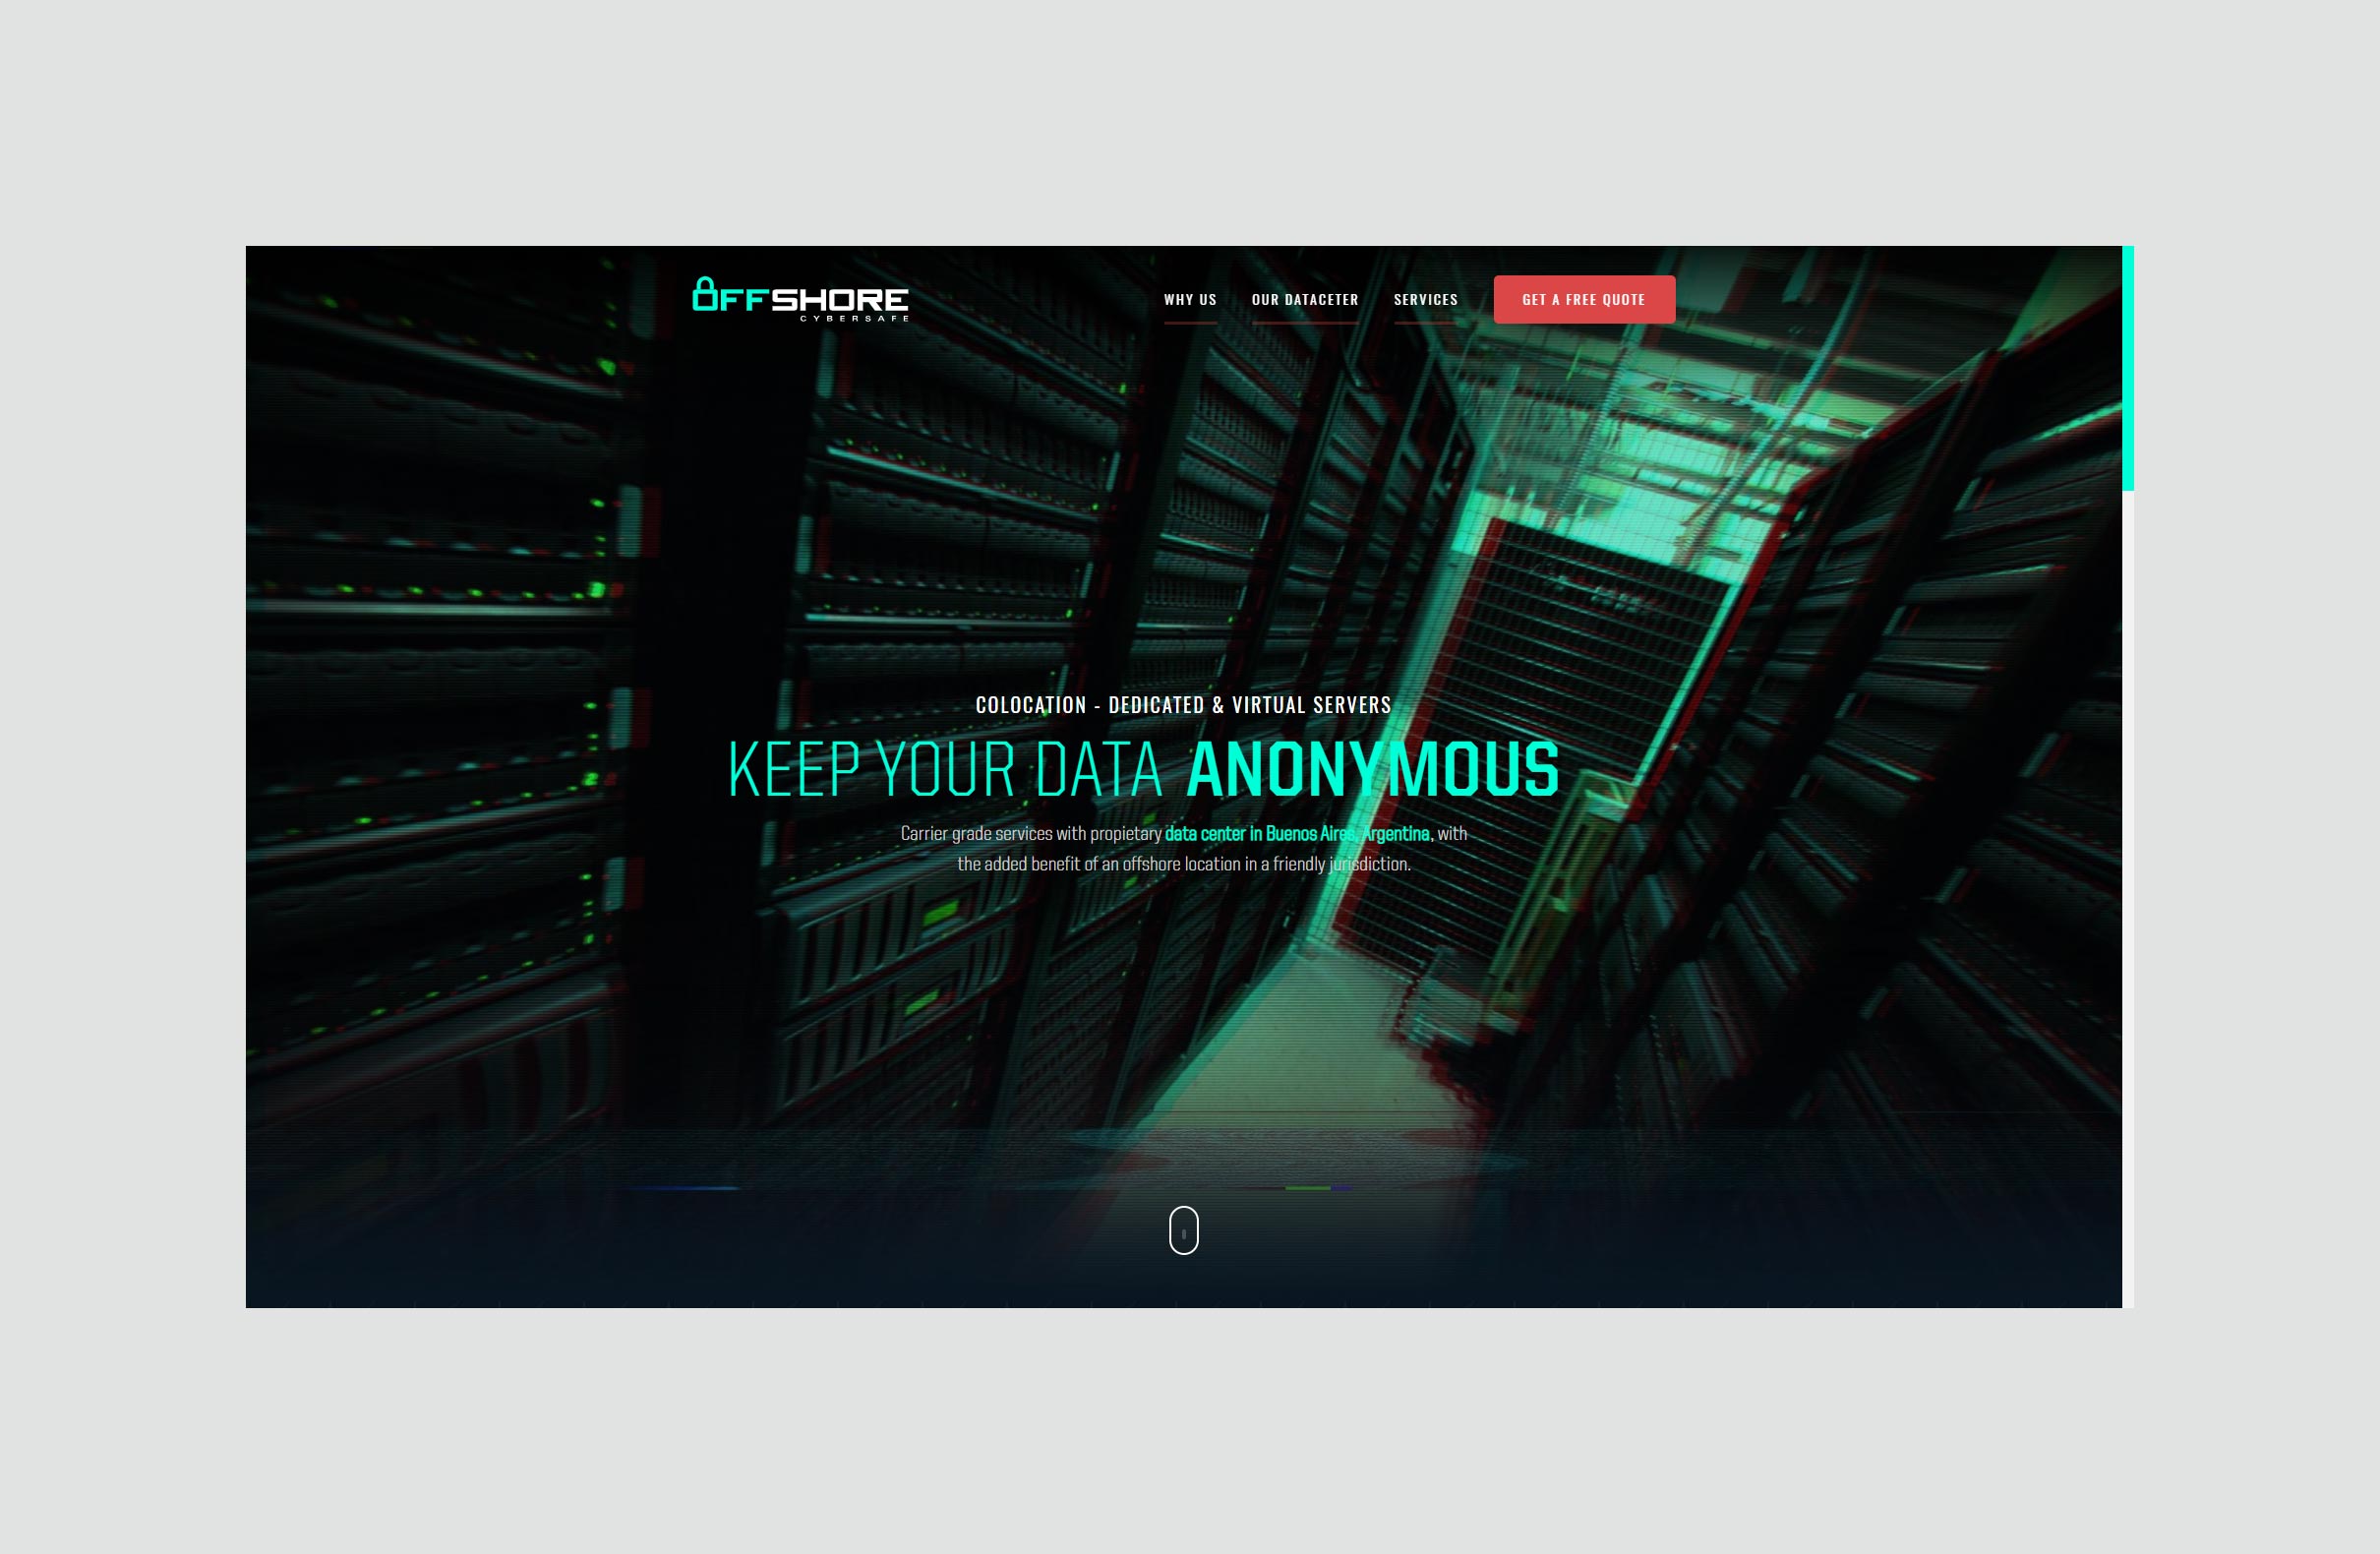 OFFSHORE
CYBERSAFE
WHY US
OUR DATACETER
SERVICES
GET A FREE QUOTE
COLOCATION - DEDICATED & VIRTUAL SERVERS
KEEP YOUR DATA ANONYMOUS
Carrier grade services with propietary data center in Buenos Aires, Argentina, with
the added benefit of an offshore location in a friendly jurisdiction.